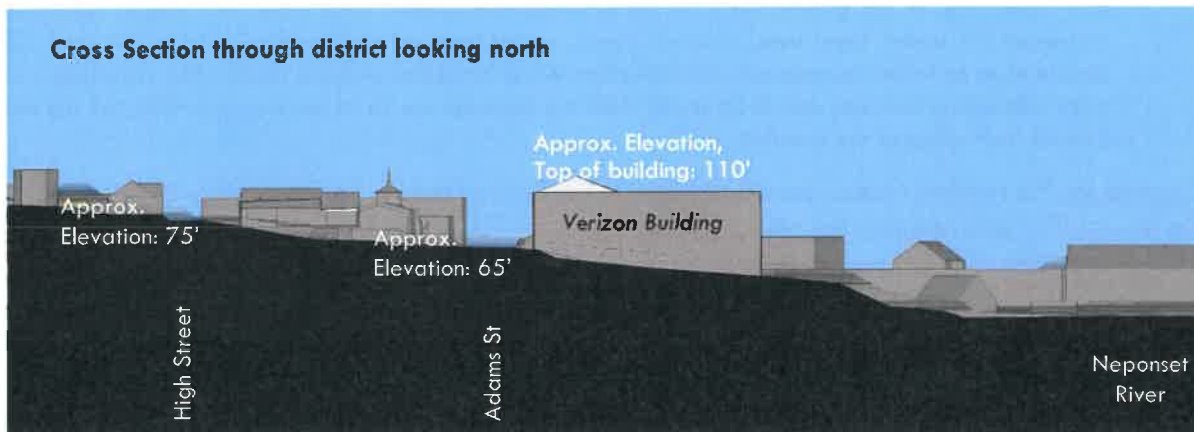 Cross Section through district looking north
Approx. Elevation,
Top of building: 110'
Verizon Building
Approx.
Elevation: 75'
Approx.
Elevation: 65'
High Street
Adams St
Neponset
River